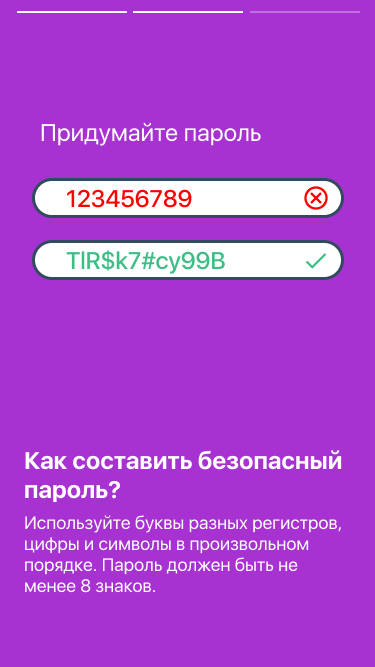 Придумайте пароль
123456789
TlR$k7#cy99B
Как составить безопасный
пароль?
Используйте буквы разных регистров,
цифры и символы в произвольном
порядке. Пароль должен быть не
менее 8 знаков.